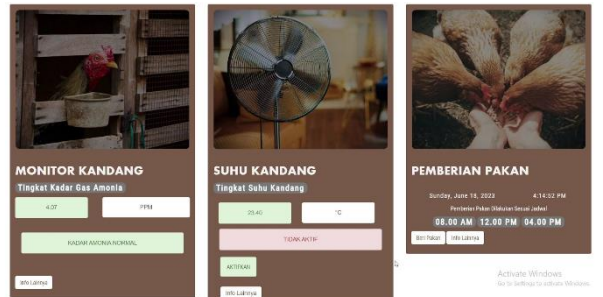 MONITOR KANDANG
Tingkat Kadar Gas Amonia
4.07
PPM
KADAR AMONIA NORMAL
Info Lainnya
SUHU KANDANG
Tingkat Suhu Kandang
°C
TIDAK AKTIF
AKTIFKAN
Info Lainnya
PEMBERIAN PAKAN
Sunday, June 18, 2023 4:14:52 PM
Pemberian Pakan Dilakukan Sesuai Jadwal
08.00 AM 12.00 PM 04.00 PM
Beri Pakan Info Lainnya
Activate Windows
Go to Settings to activate Windows.